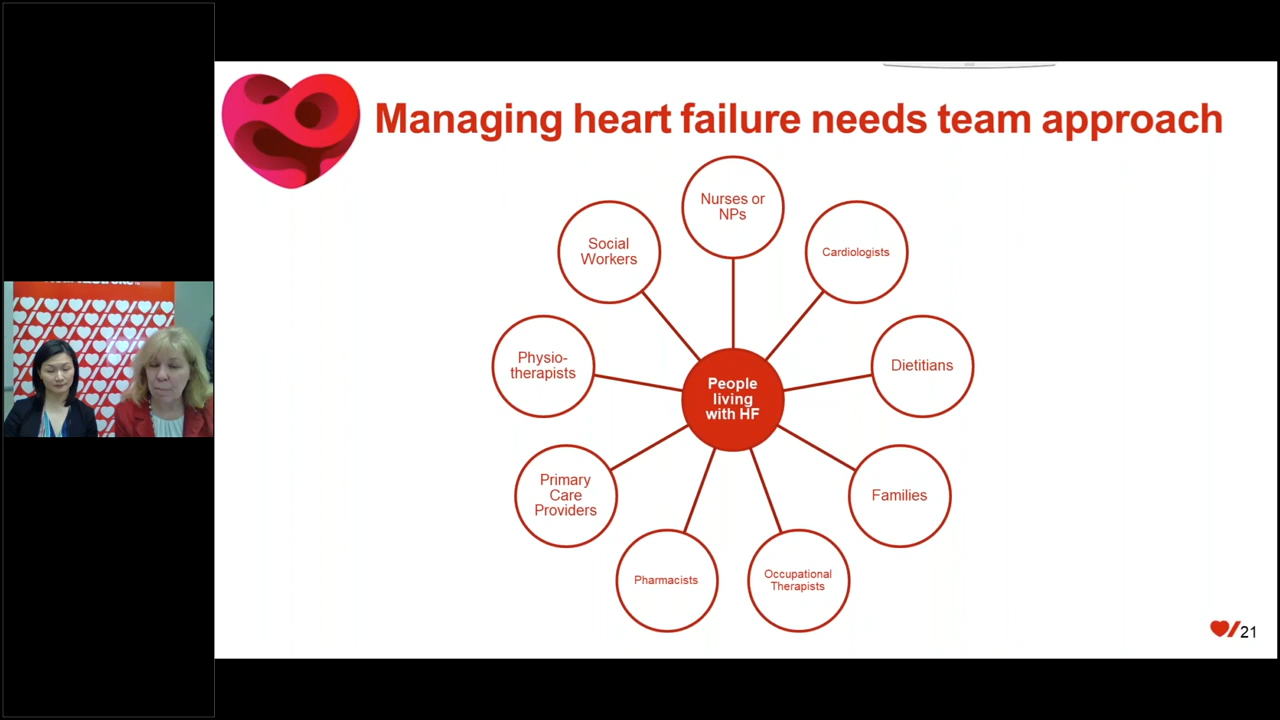 Managing heart failure needs team approach
Nurses or
NPs
Cardiologists
Dietitians
Families
Occupational
Therapists
Pharmacists
Primary
Care
Providers
Physio-
therapists
Social
Workers
People
living
with HF
21